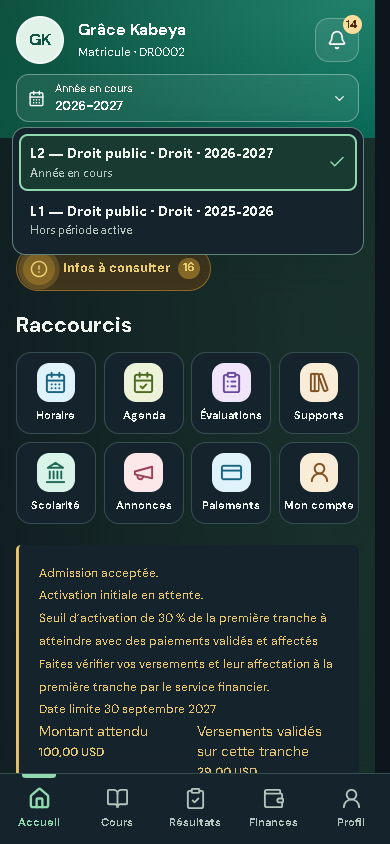 GK
Grâce Kabeya
Matricule · DR0002
14
Année en cours
2026-2027
L2 — Droit public · Droit · 2026-2027
Année en cours
L1 — Droit public · Droit · 2025-2026
Hors période active
Infos à consulter 16
Raccourcis
Horaire Agenda Évaluations Supports
Scolarité Annonces Paiements Mon compte
Admission acceptée.
Activation initiale en attente.
Seuil d'activation de 30 % de la première tranche à
atteindre avec des paiements validés et affectés
Faites vérifier vos versements et leur affectation à la
première tranche par le service financier.
Date limite 30 septembre 2027
Montant attendu
100,00 USD
Versements validés
sur cette tranche
29,00 USD
Accueil Cours Résultats Finances Profil